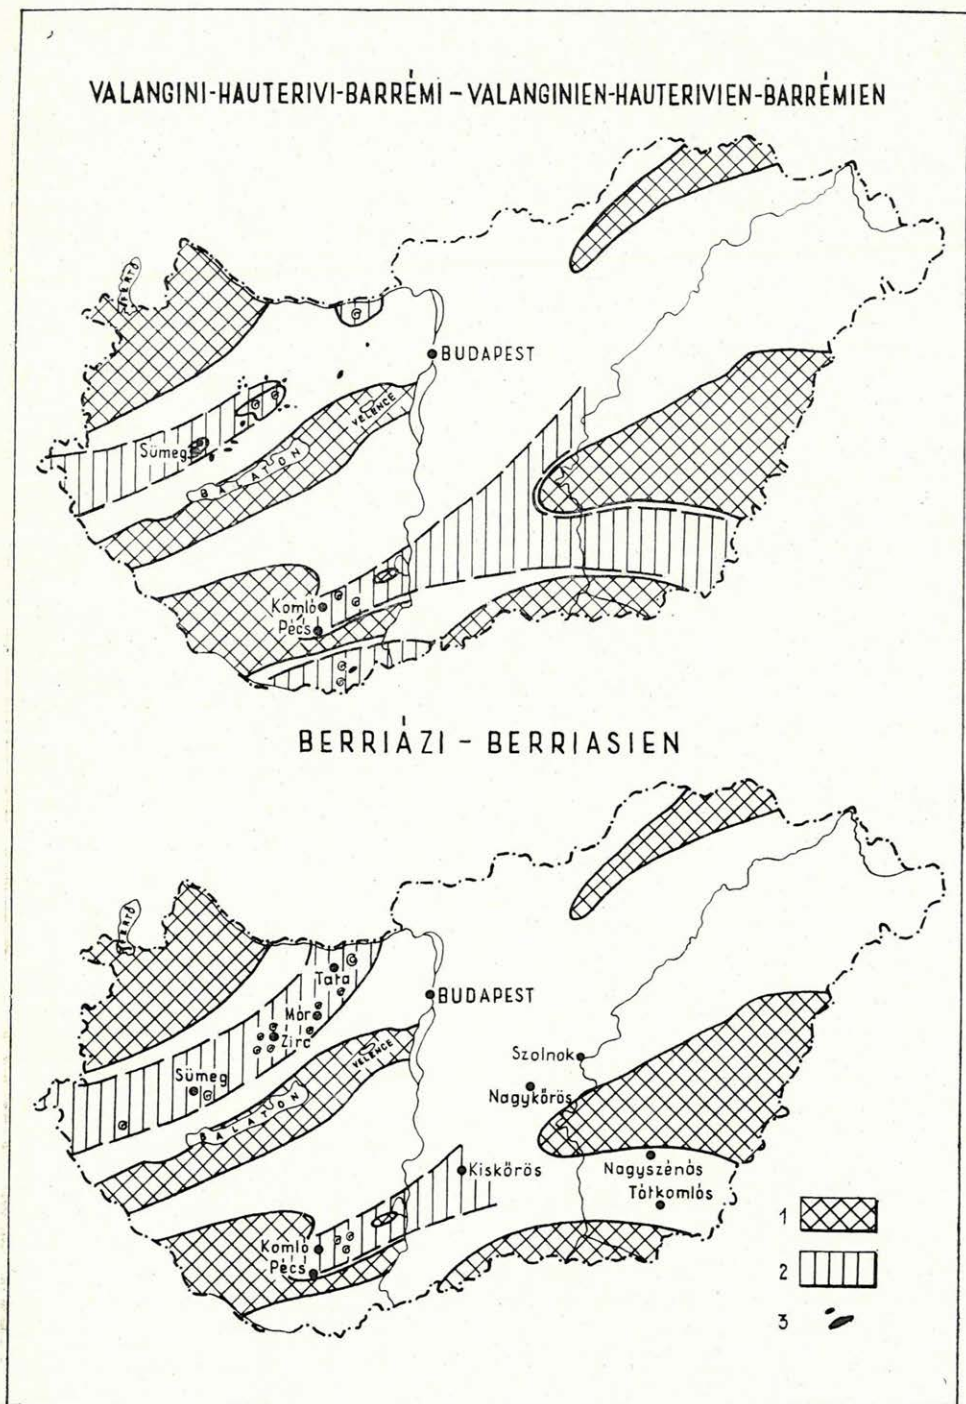 VALANGINI-HAUTERIVI-BARRÉMI – VALANGINIEN-HAUTERIVIEN-BARRÉMIEN
FERTŐ
BUDAPEST
VELENCE
Sümeg
BALATON
Komló
Pécs
BERRIÁZI – BERRIASIEN
FERTŐ
Tata
BUDAPEST
Mór
Zirc
VELENCE
Szolnok
Sümeg
Nagykőrös
BALATON
Kiskőrös
Nagyszénás
Tótkomlós
1
Komló
Pécs
2
3